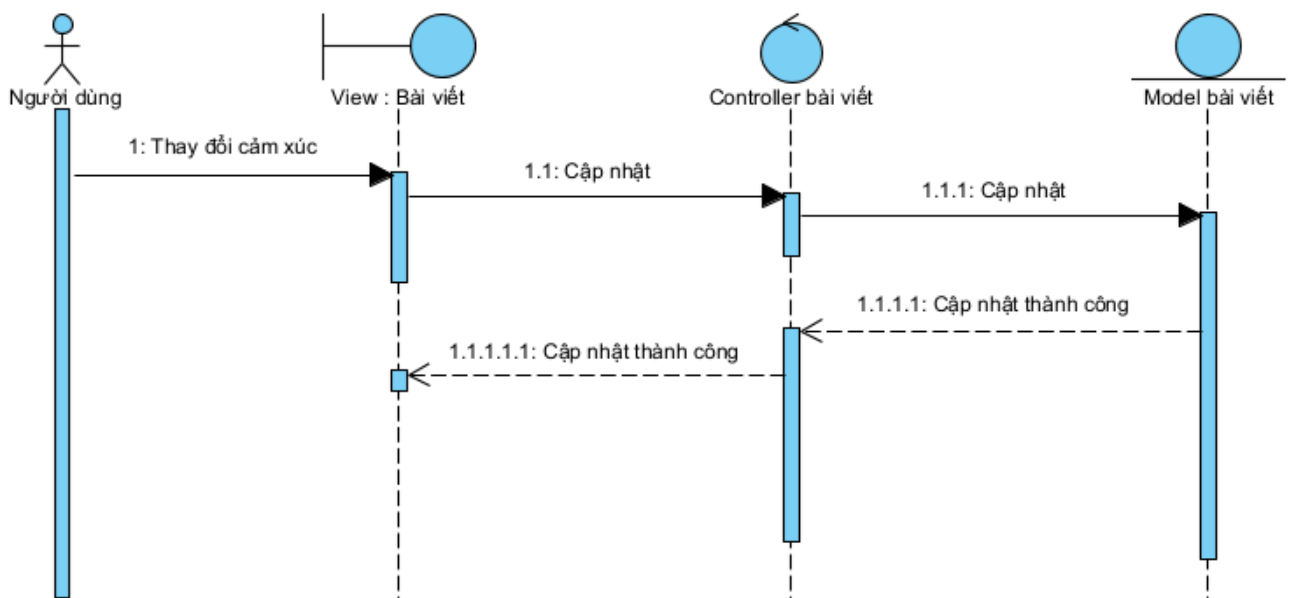 Người dùng
View : Bài viết
Controller bài viết
Model bài viết
1: Thay đổi cảm xúc
1.1: Cập nhật
1.1.1: Cập nhật
1.1.1.1: Cập nhật thành công
1.1.1.1.1: Cập nhật thành công